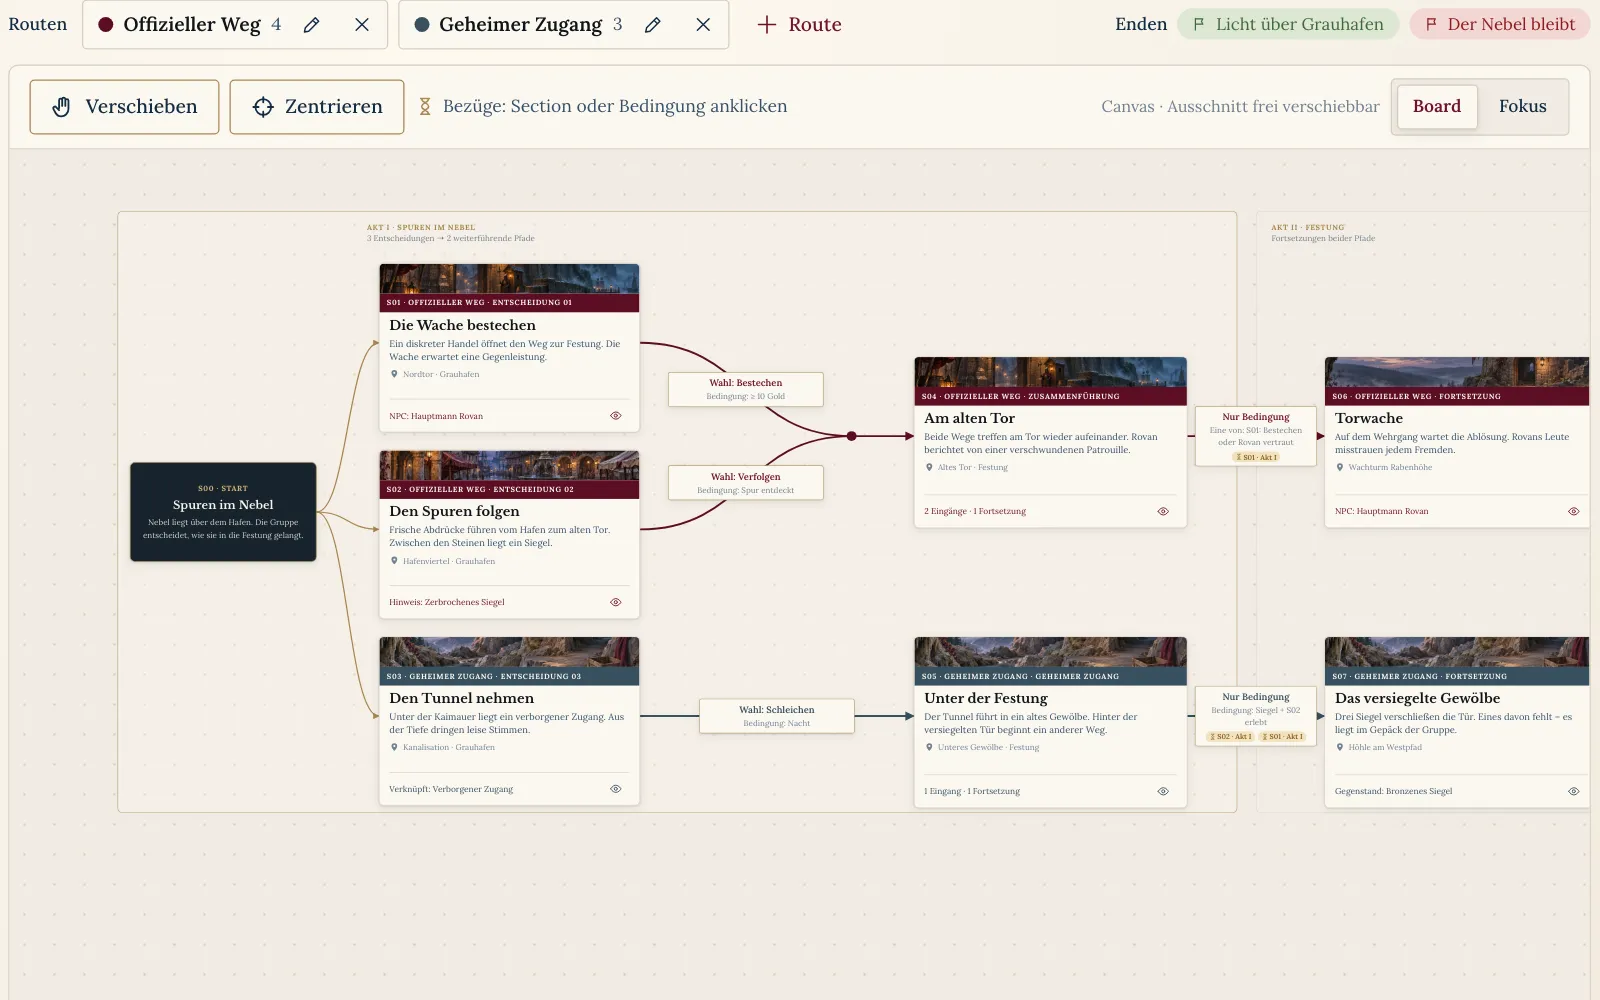 Routen
Offizieller Weg 4
Geheimer Zugang 3
Route
Enden
Licht über Grauhafen
Der Nebel bleibt
Verschieben
Zentrieren
Bezüge: Section oder Bedingung anklicken
Canvas · Ausschnitt frei verschiebbar
Board
Fokus
AKT I · SPUREN IM NEBEL
3 Entscheidungen → 2 weiterführende Pfade
AKT II · FESTUNG
Fortsetzungen beider Pfade
S00 · START
Spuren im Nebel
Nebel liegt über dem Hafen. Die Gruppe
entscheidet, wie sie in die Festung gelangt.
S01 · OFFIZIELLER WEG · ENTSCHEIDUNG 01
Die Wache bestechen
Ein diskreter Handel öffnet den Weg zur Festung. Die
Wache erwartet eine Gegenleistung.
Nordtor · Grauhafen
NPC: Hauptmann Rovan
S02 · OFFIZIELLER WEG · ENTSCHEIDUNG 02
Den Spuren folgen
Frische Abdrücke führen vom Hafen zum alten Tor.
Zwischen den Steinen liegt ein Siegel.
Hafenviertel · Grauhafen
Hinweis: Zerbrochenes Siegel
S03 · GEHEIMER ZUGANG · ENTSCHEIDUNG 03
Den Tunnel nehmen
Unter der Kaimauer liegt ein verborgener Zugang. Aus
der Tiefe dringen leise Stimmen.
Kanalisation · Grauhafen
Verknüpft: Verborgener Zugang
Wahl: Bestechen
Bedingung: ≥ 10 Gold
Wahl: Verfolgen
Bedingung: Spur entdeckt
Wahl: Schleichen
Bedingung: Nacht
S04 · OFFIZIELLER WEG · ZUSAMMENFÜHRUNG
Am alten Tor
Beide Wege treffen am Tor wieder aufeinander. Rovan
berichtet von einer verschwundenen Patrouille.
Altes Tor · Festung
2 Eingänge · 1 Fortsetzung
S05 · GEHEIMER ZUGANG · GEHEIMER ZUGANG
Unter der Festung
Der Tunnel führt in ein altes Gewölbe. Hinter der
versiegelten Tür beginnt ein anderer Weg.
Unteres Gewölbe · Festung
1 Eingang · 1 Fortsetzung
Nur Bedingung
Eine von: S01: Bestechen
oder Rovan vertraut
S01 · Akt I
Nur Bedingung
Bedingung: Siegel + S02
erlebt
S02 · Akt I
S01 · Akt I
S06 · OFFIZIELLER WEG · FORTSETZUNG
Torwache
Auf dem Wehrgang wartet die Ablösung. Rovans Leute
misstrauen jedem Fremden.
Wachturm Rabenhöhe
NPC: Hauptmann Rovan
S07 · GEHEIMER ZUGANG · FORTSETZUNG
Das versiegelte Gewölbe
Drei Siegel verschließen die Tür. Eines davon fehlt – es
liegt im Gepäck der Gruppe.
Höhle am Westpfad
Gegenstand: Bronzenes Siegel